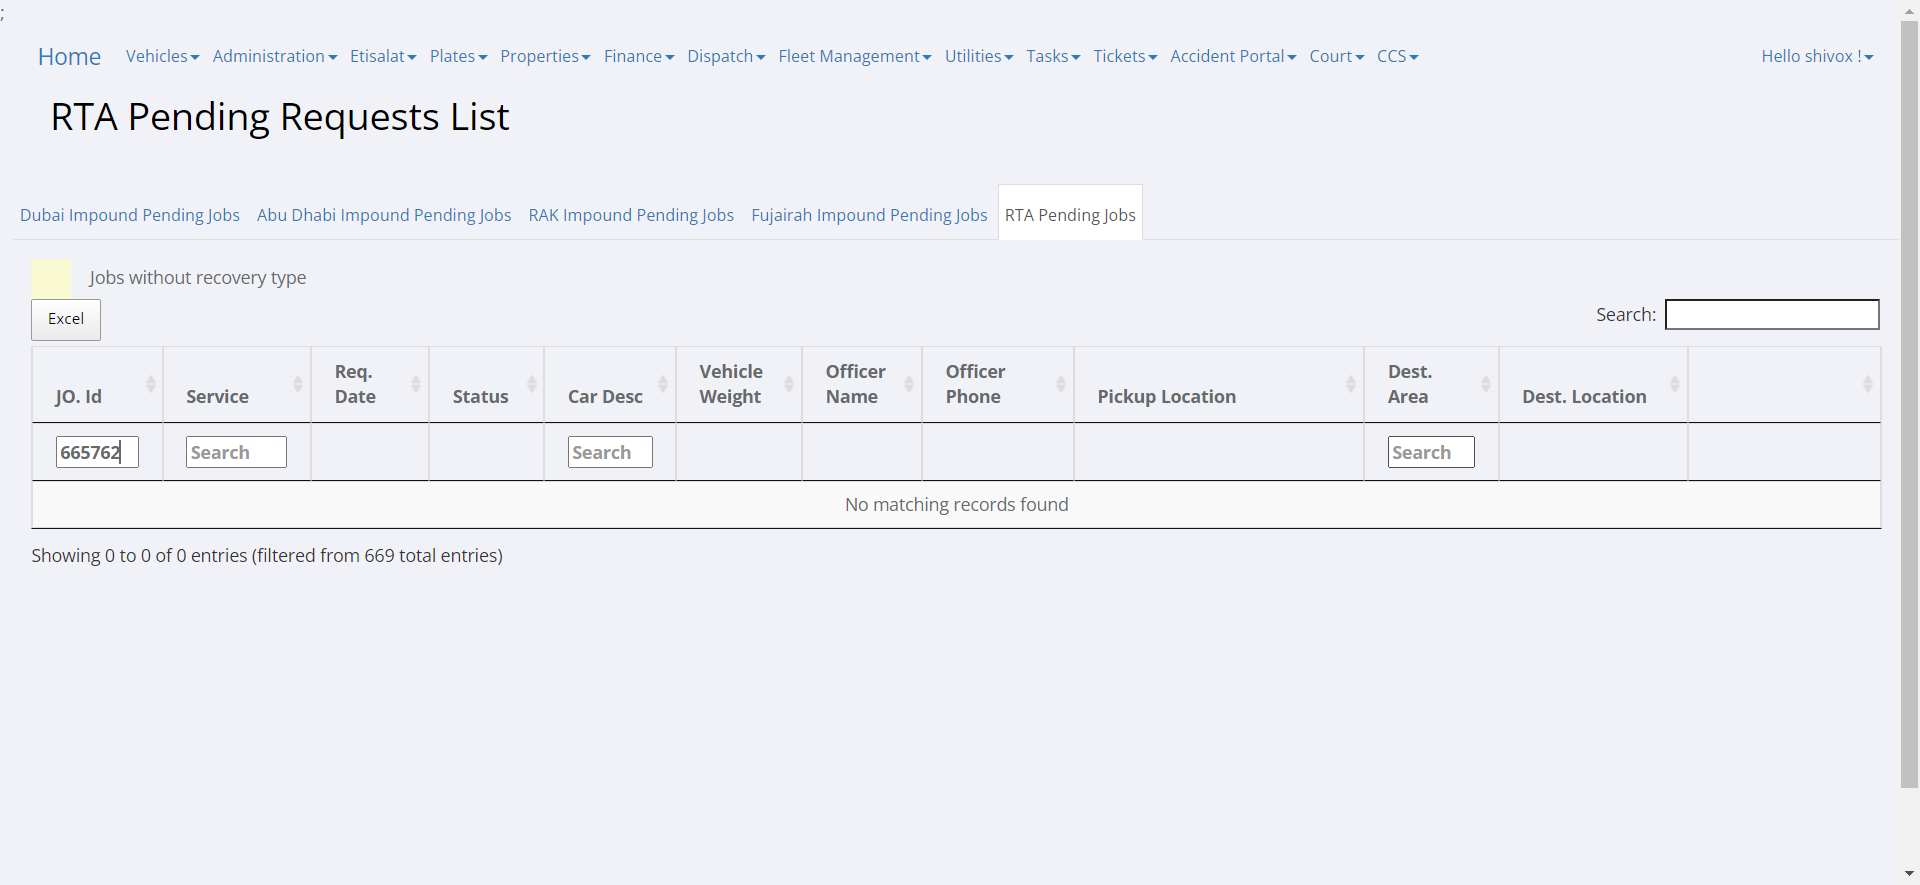 ;
Home Vehicles Administration Etisalat Plates Properties Finance Dispatch Fleet Management Utilities Tasks Tickets Accident Portal Court CCS Hello shivox !
RTA Pending Requests List
Dubai Impound Pending Jobs Abu Dhabi Impound Pending Jobs RAK Impound Pending Jobs Fujairah Impound Pending Jobs RTA Pending Jobs
Jobs without recovery type
Excel Search:
JO. Id Service Req. Date Status Car Desc Vehicle Weight Officer Name Officer Phone Pickup Location Dest. Area Dest. Location
665762 Search Search Search
No matching records found
Showing 0 to 0 of 0 entries (filtered from 669 total entries)